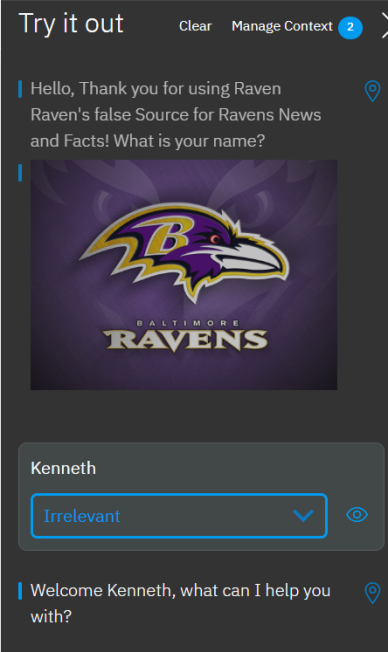 Try it out Clear Manage Context 2
Hello, Thank you for using Raven
Raven's false Source for Ravens News
and Facts! What is your name?
B
BALTIMORE
RAVENS
Kenneth
Irrelevant
Welcome Kenneth, what can I help you
with?